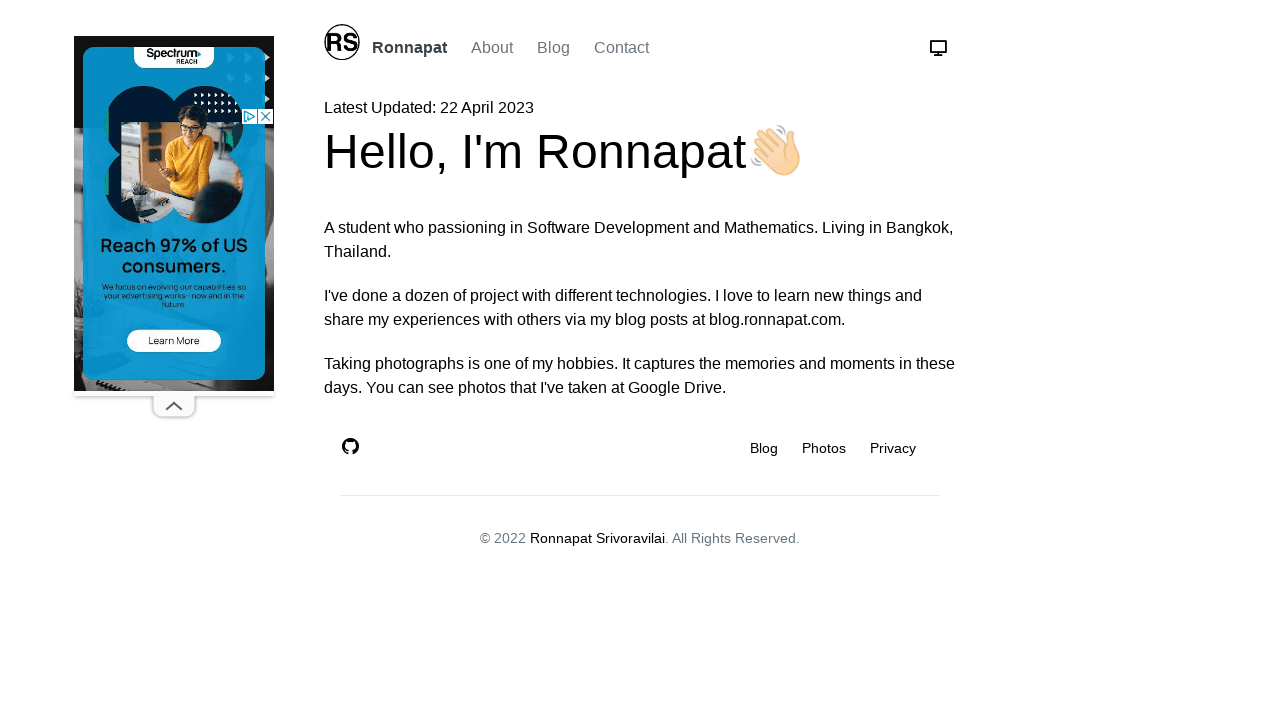 Spectrum
REACH
Reach 97% of US
consumers.
We focus on evolving our capabilities so
your advertising works--now and in the
future
Learn More
RS Ronnapat About Blog Contact
Latest Updated: 22 April 2023
Hello, I'm Ronnapat👋🏼
A student who passioning in Software Development and Mathematics. Living in Bangkok,
Thailand.
I've done a dozen of project with different technologies. I love to learn new things and
share my experiences with others via my blog posts at blog.ronnapat.com.
Taking photographs is one of my hobbies. It captures the memories and moments in these
days. You can see photos that I've taken at Google Drive.
Blog Photos Privacy
© 2022 Ronnapat Srivoravilai. All Rights Reserved.